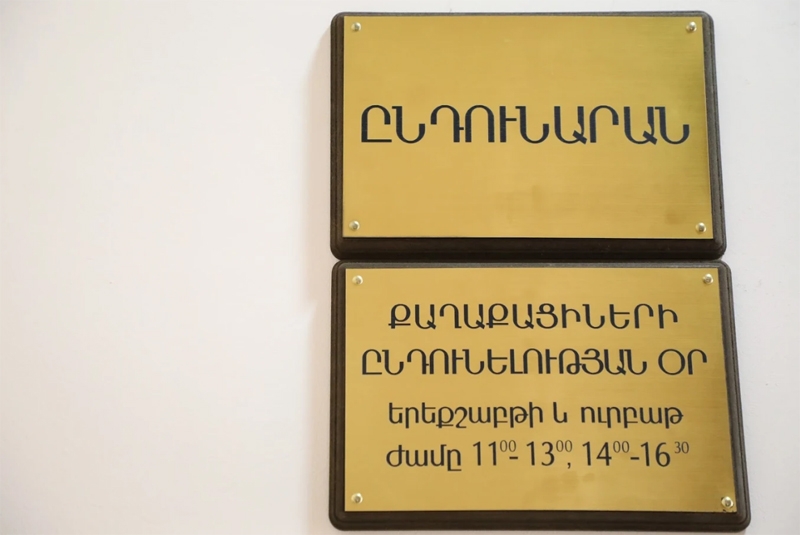 ԸՆԴՈՒՆԱՐԱՆ
ՔԱՂԱՔԱՑԻՆԵՐԻ
ԸՆԴՈՒՆԵԼՈՒԹՅԱՆ ՕՐ
երեքշաբթի և ուրբաթ
ժամը 11⁰⁰- 13⁰⁰, 14⁰⁰-16³⁰